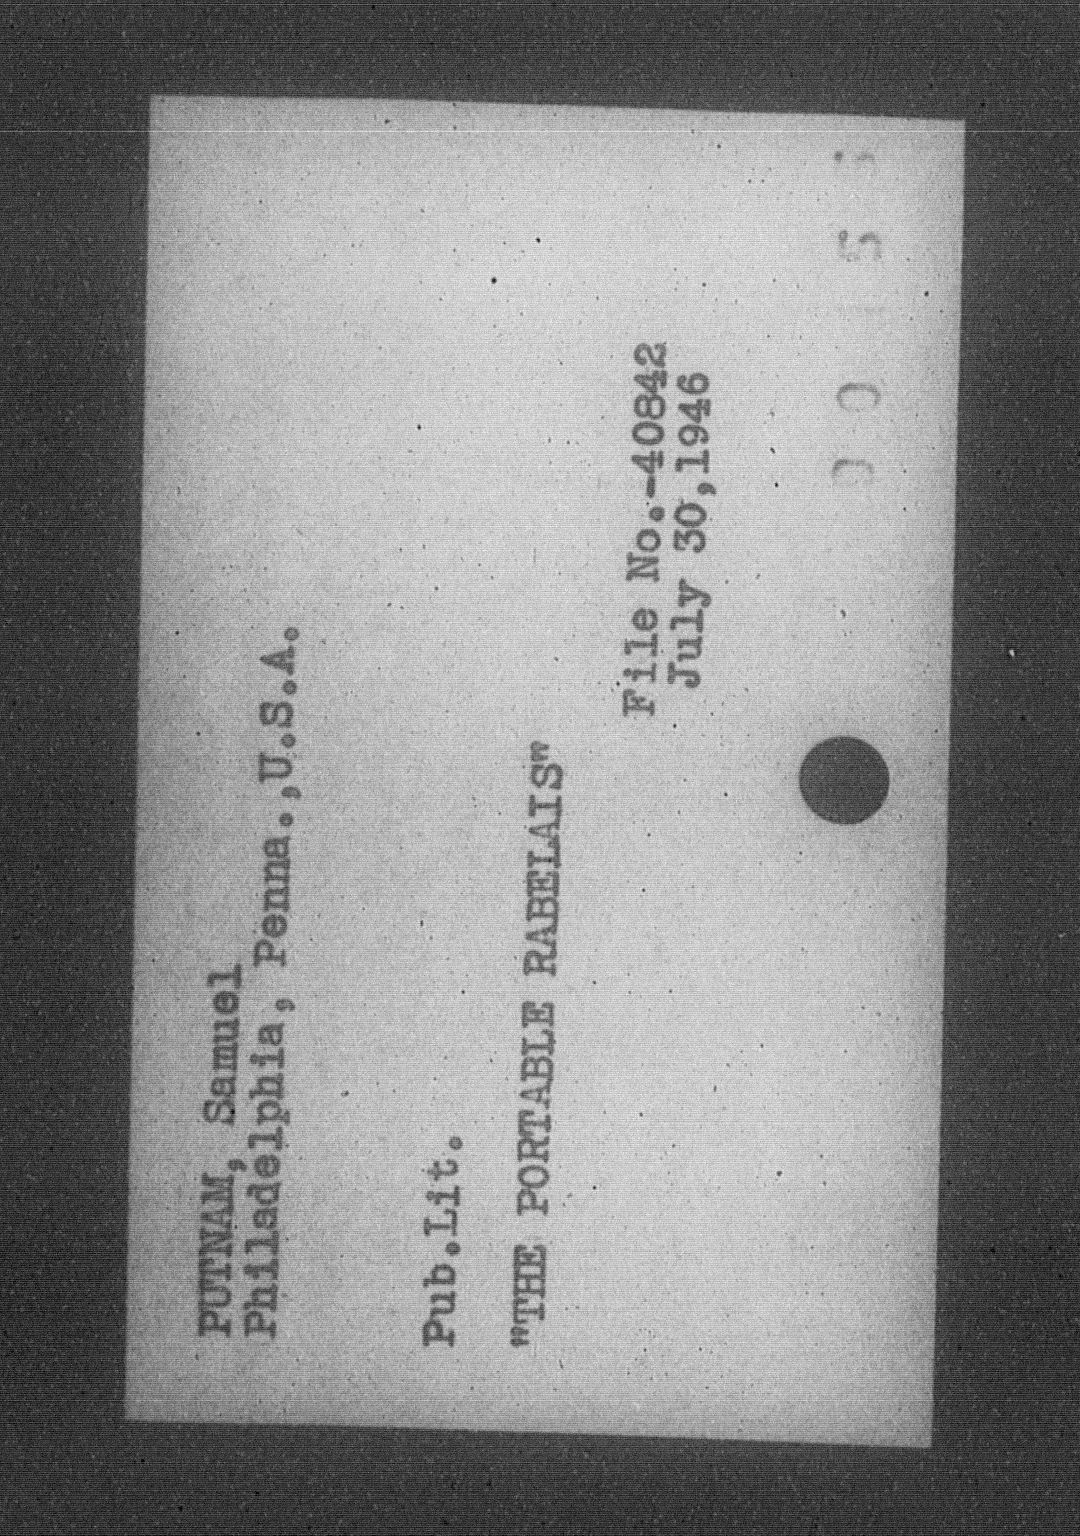 PUTNAM, Samuel
Philadelphia, Penna.,U.S.A.
Pub.Lit.
"THE PORTABLE RABELAIS"
File No.-40842
July 30,1946